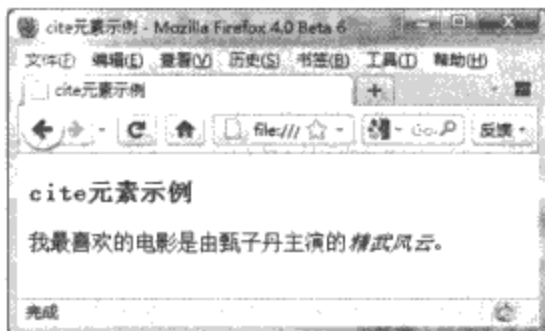 cite元素示例 - Mozilla Firefox 4.0 Beta 6
文件(F) 编辑(E) 查看(V) 历史(S) 书签(B) 工具(T) 帮助(H)
cite元素示例 +
C file:/// Go 反馈
cite元素示例
我最喜欢的电影是由甄子丹主演的精武风云。
完成